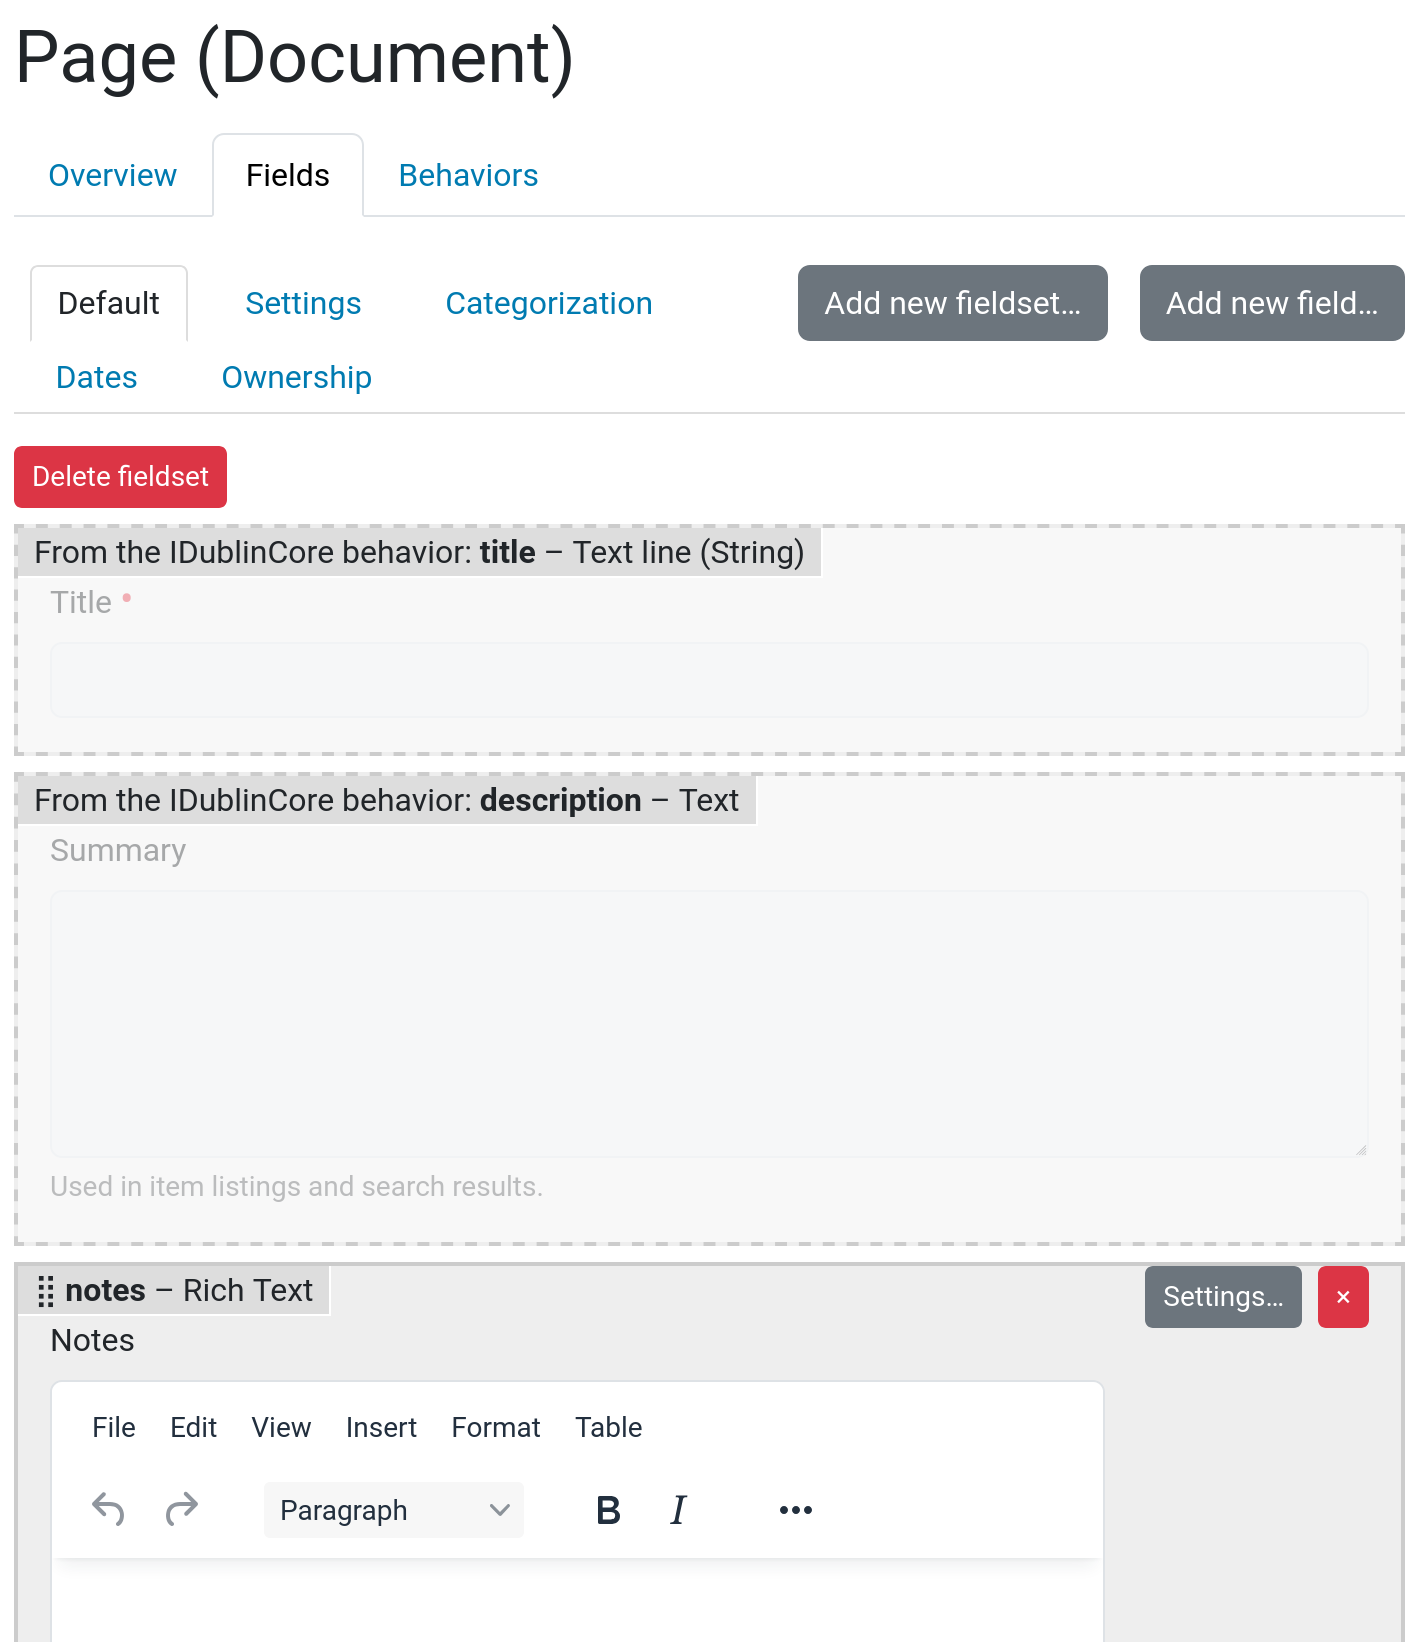 Page (Document)
Overview Fields Behaviors
Default Settings Categorization Add new fieldset... Add new field...
Dates Ownership
Delete fieldset
From the IDublinCore behavior: title – Text line (String)
Title •
From the IDublinCore behavior: description – Text
Summary
Used in item listings and search results.
notes – Rich Text Settings... ×
Notes
File Edit View Insert Format Table
Paragraph B I •••